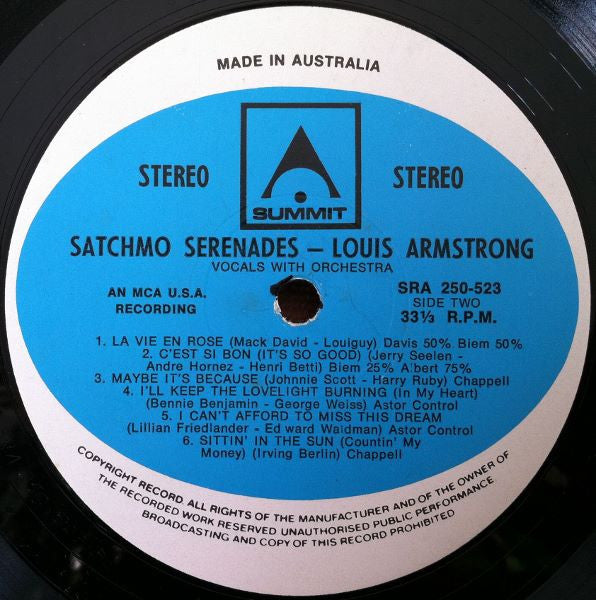 MADE IN AUSTRALIA
STEREO
STEREO
SUMMIT
SATCHMO SERENADES – LOUIS ARMSTRONG
VOCALS WITH ORCHESTRA
AN MCA U.S.A.
RECORDING
SRA 250-523
SIDE TWO
33⅓ R.P.M.
1. LA VIE EN ROSE (Mack David - Louiguy) Davis 50% Biem 50%
2. C'EST SI BON (IT'S SO GOOD) (Jerry Seelen -
Andre Hornez - Henri Betti) Biem 25% Albert 75%
3. MAYBE IT'S BECAUSE (Johnnie Scott - Harry Ruby) Chappell
4. I'LL KEEP THE LOVELIGHT BURNING (In My Heart)
(Bennie Benjamin - George Weiss) Astor Control
5. I CAN'T AFFORD TO MISS THIS DREAM
(Lillian Friedlander - Edward Waldman) Astor Control
6. SITTIN' IN THE SUN (Countin' My
Money) (Irving Berlin) Chappell
COPYRIGHT RECORD. ALL RIGHTS OF THE MANUFACTURER AND OF THE OWNER OF
THE RECORDED WORK RESERVED UNAUTHORISED PUBLIC PERFORMANCE
BROADCASTING AND COPY OF THIS RECORD PROHIBITED